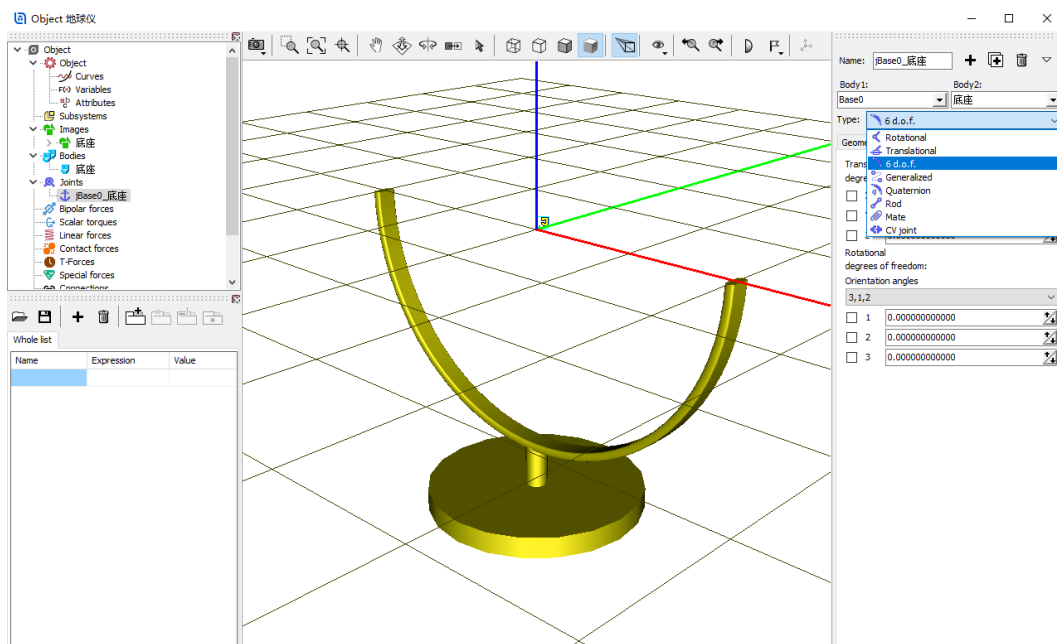 Object 地球仪
Object
Object
Curves
Variables
Attributes
Subsystems
Images
底座
Bodies
底座
Joints
jBase0_底座
Bipolar forces
Scalar torques
Linear forces
Contact forces
T-Forces
Special forces
Connections
Whole list
Name Expression Value
Name: jBase0_底座
Body1: Body2:
Base0 底座
Type: 6 d.o.f.
Rotational
Translational
6 d.o.f.
Generalized
Quaternion
Rod
Mate
CV joint
Geome
Trans
degre
Rotational
degrees of freedom:
Orientation angles
3,1,2
1 0.000000000000
2 0.000000000000
3 0.000000000000